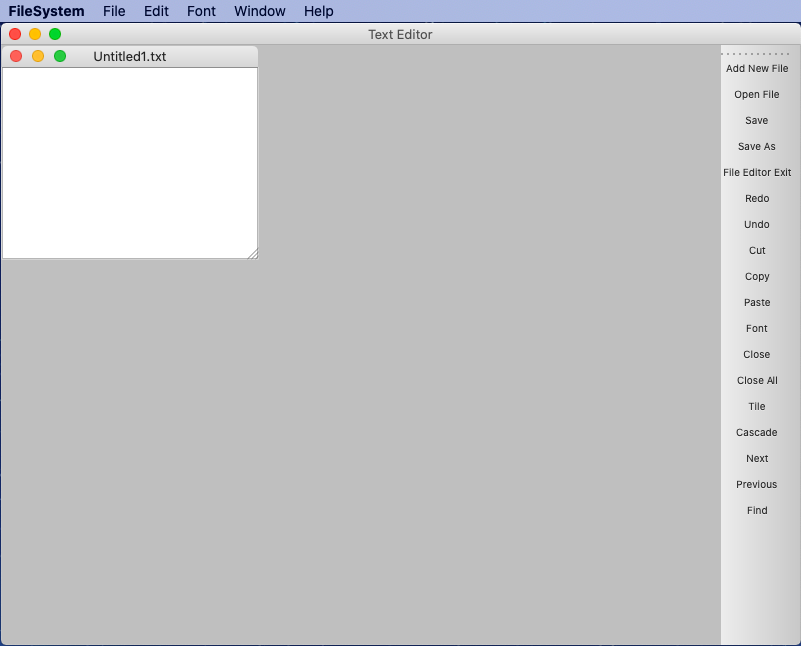 FileSystem File Edit Font Window Help
Text Editor
Untitled1.txt
Add New File
Open File
Save
Save As
File Editor Exit
Redo
Undo
Cut
Copy
Paste
Font
Close
Close All
Tile
Cascade
Next
Previous
Find